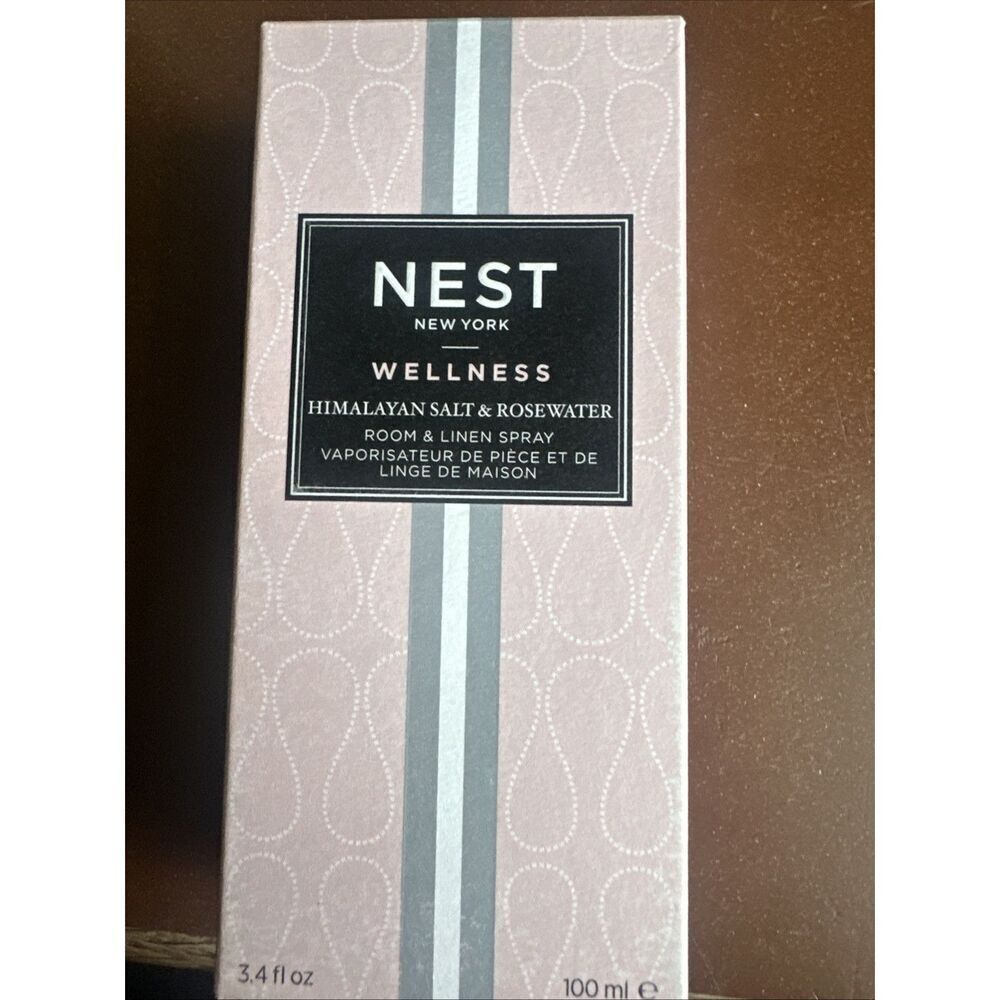 NEST
NEW YORK
WELLNESS
HIMALAYAN SALT & ROSEWATER
ROOM & LINEN SPRAY
VAPORISATEUR DE PIÈCE ET DE
LINGE DE MAISON
3.4 fl oz
100 ml ℮